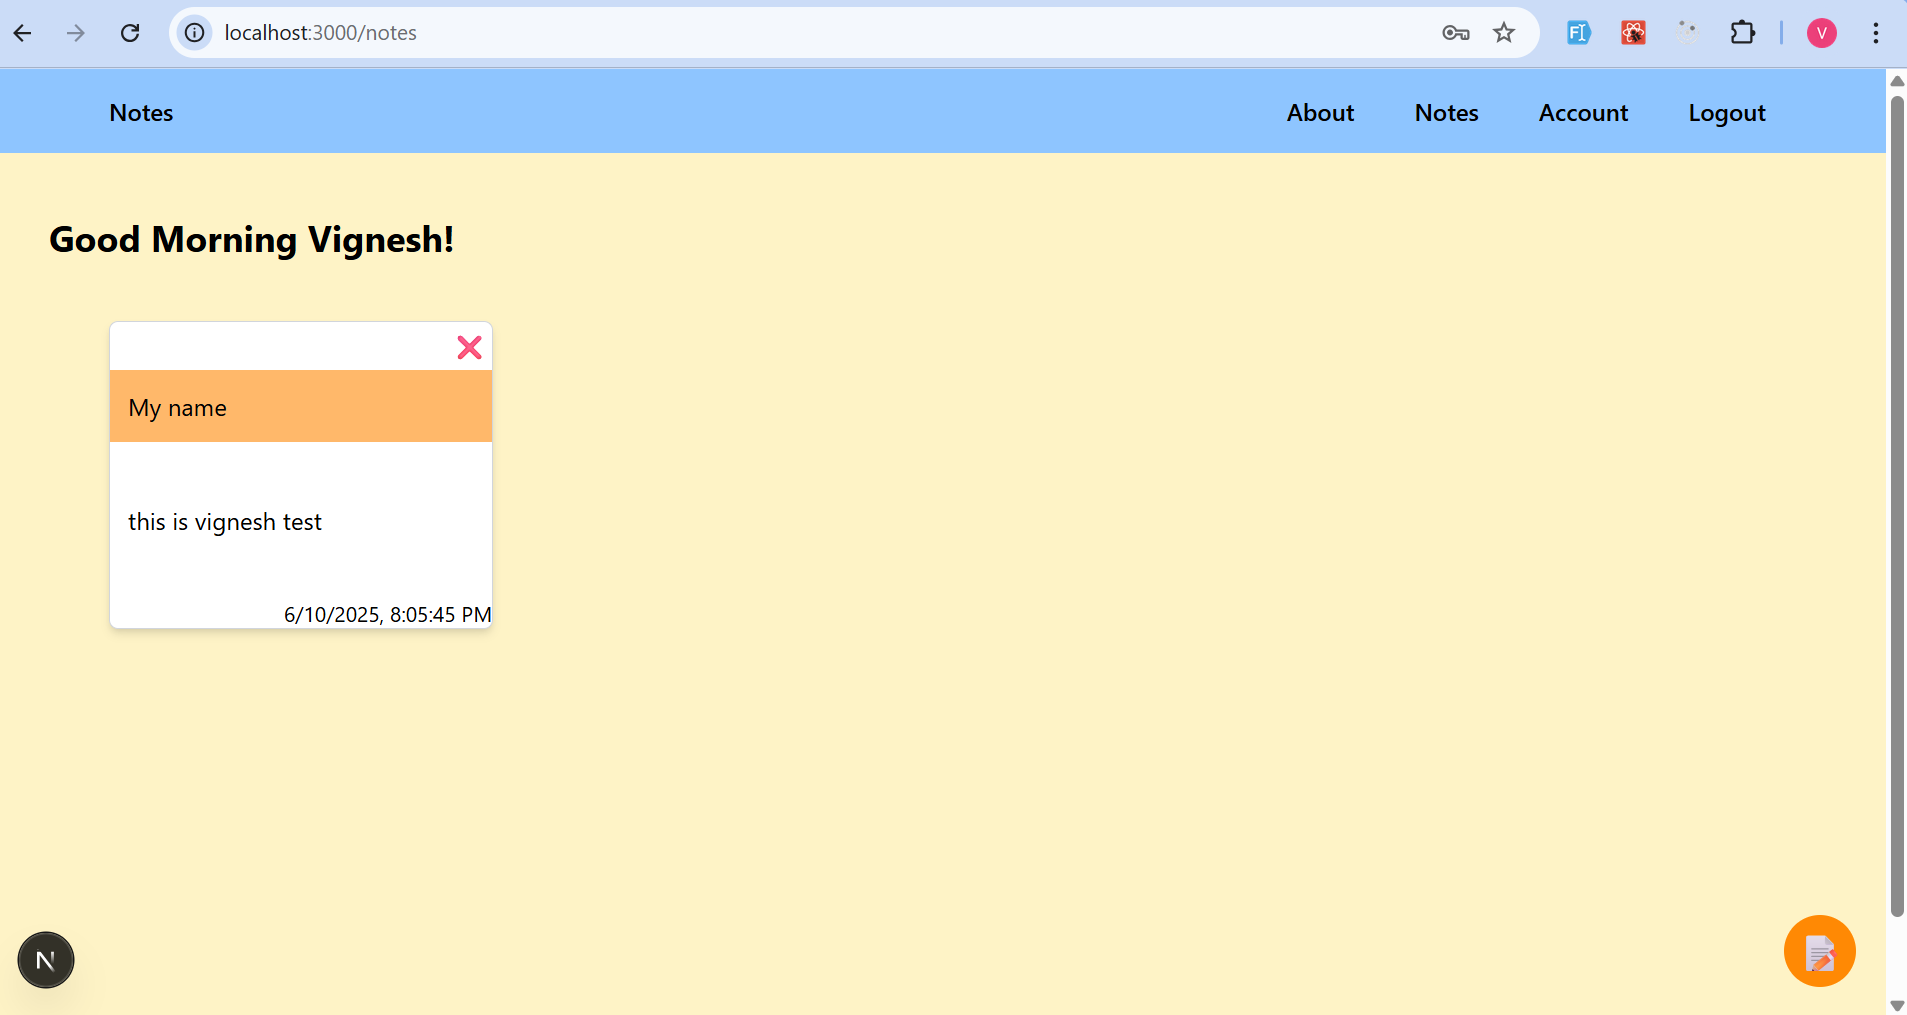 localhost:3000/notes
V
Notes About Notes Account Logout
Good Morning Vignesh!
My name
this is vignesh test
6/10/2025, 8:05:45 PM
N